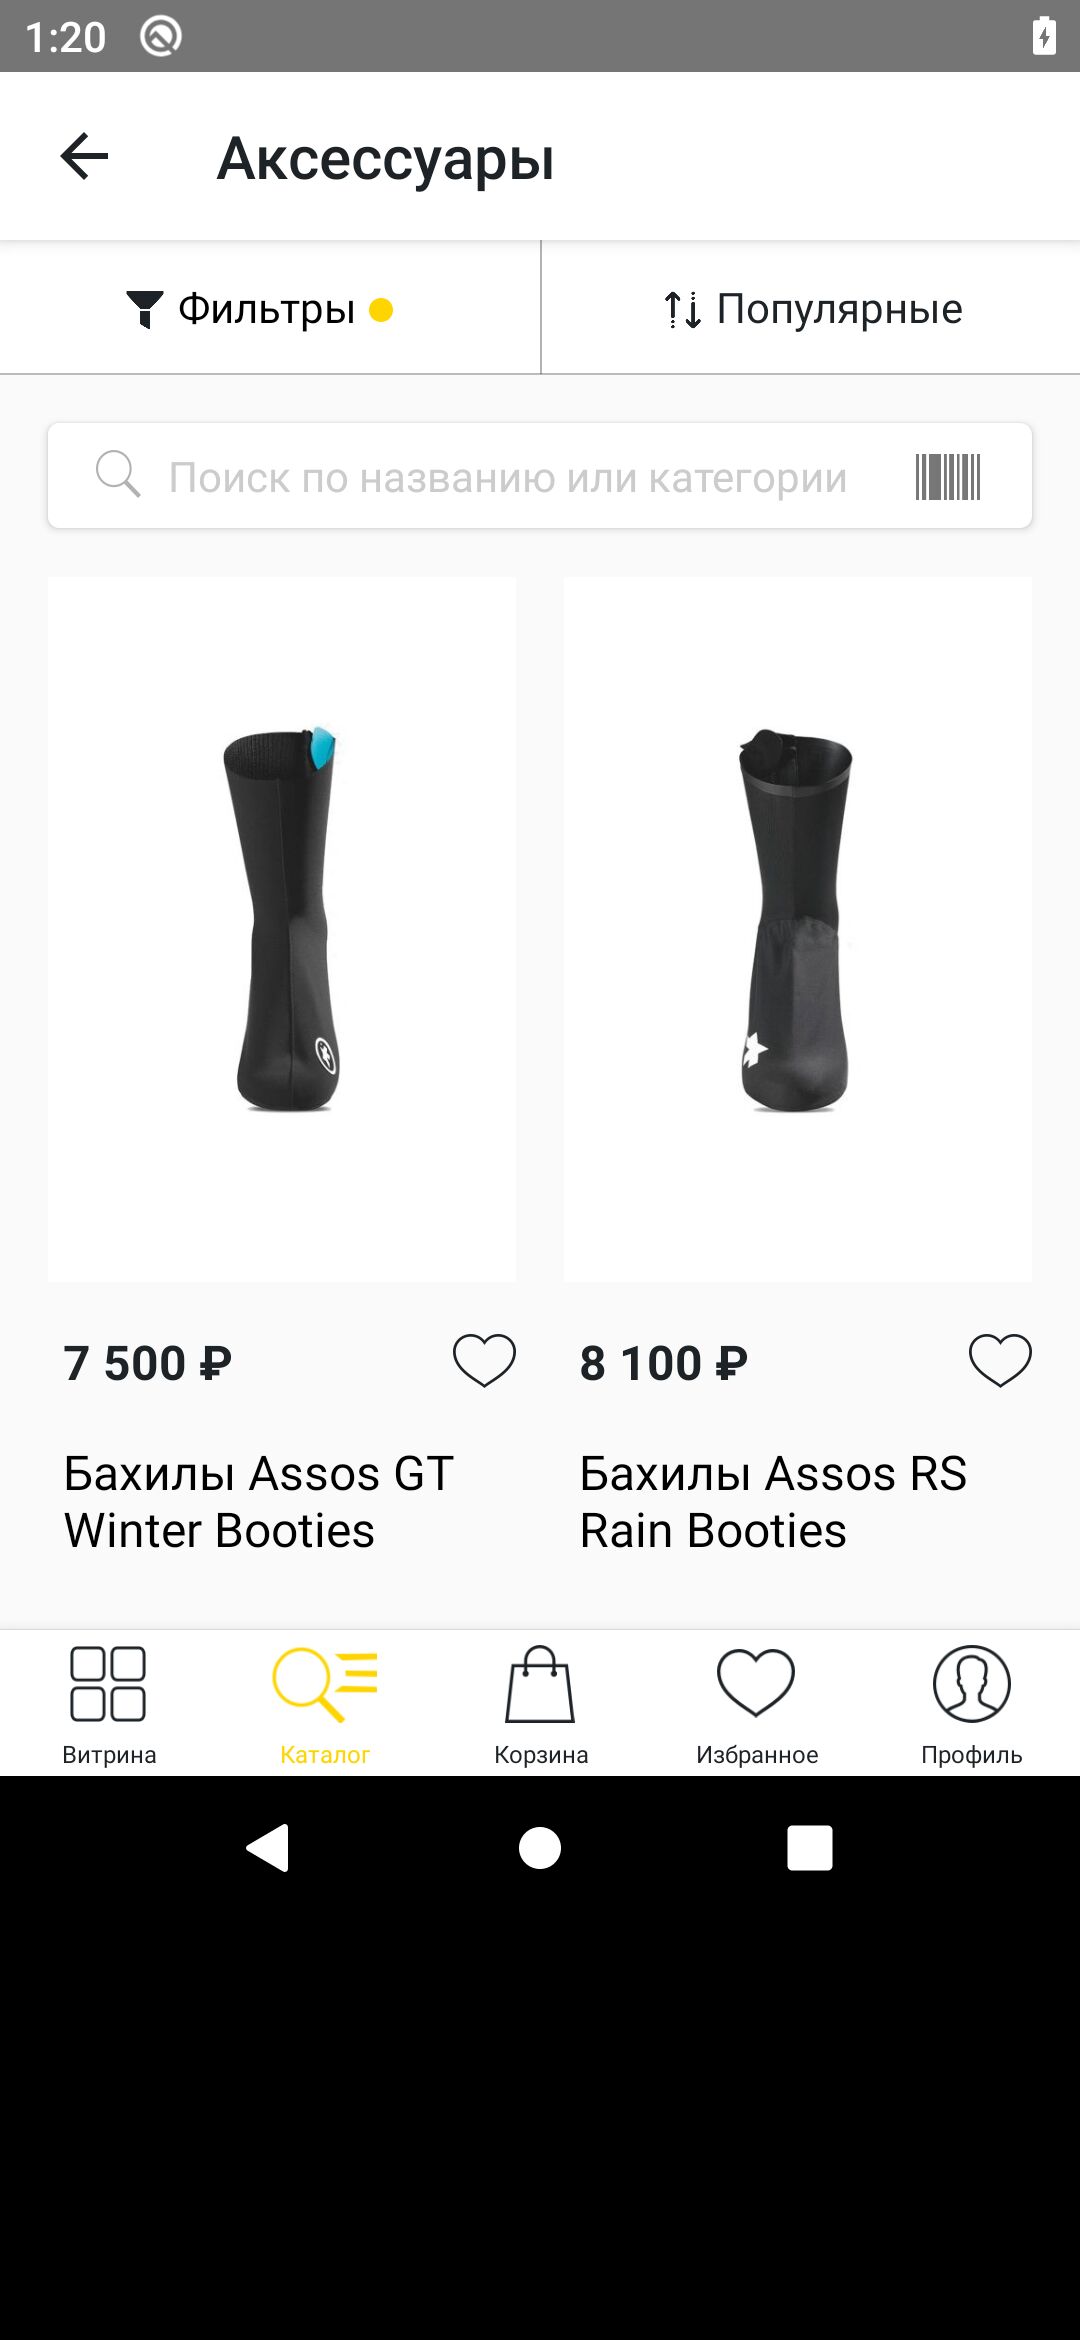 1:20
Аксессуары
Фильтры
Популярные
Поиск по названию или категории
7 500 ₽
8 100 ₽
Бахилы Assos GT
Winter Booties
Бахилы Assos RS
Rain Booties
Витрина
Каталог
Корзина
Избранное
Профиль